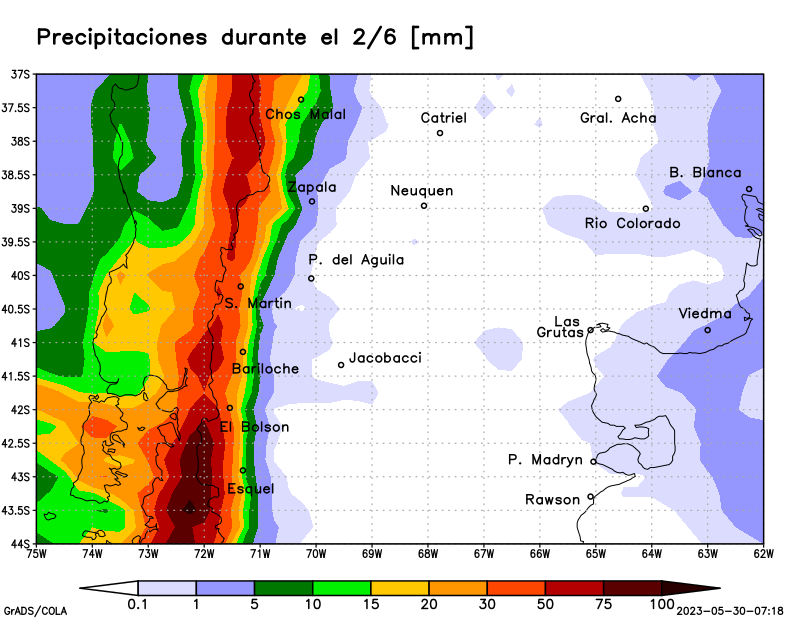 Precipitaciones durante el 2/6 [mm]
37S
37.5S
38S
38.5S
39S
39.5S
40S
40.5S
41S
41.5S
42S
42.5S
43S
43.5S
44S
Chos Malal
Catriel
Gral. Acha
B. Blanca
Zapala
Neuquen
Rio Colorado
P. del Aguila
S. Martin
Viedma
Las
Grutas
Bariloche
Jacobacci
El Bolson
P. Madryn
Esquel
Rawson
75W 74W 73W 72W 71W 70W 69W 68W 67W 66W 65W 64W 63W 62W
0.1 1 5 10 15 20 30 50 75 100
GrADS/COLA
2023-05-30-07:18